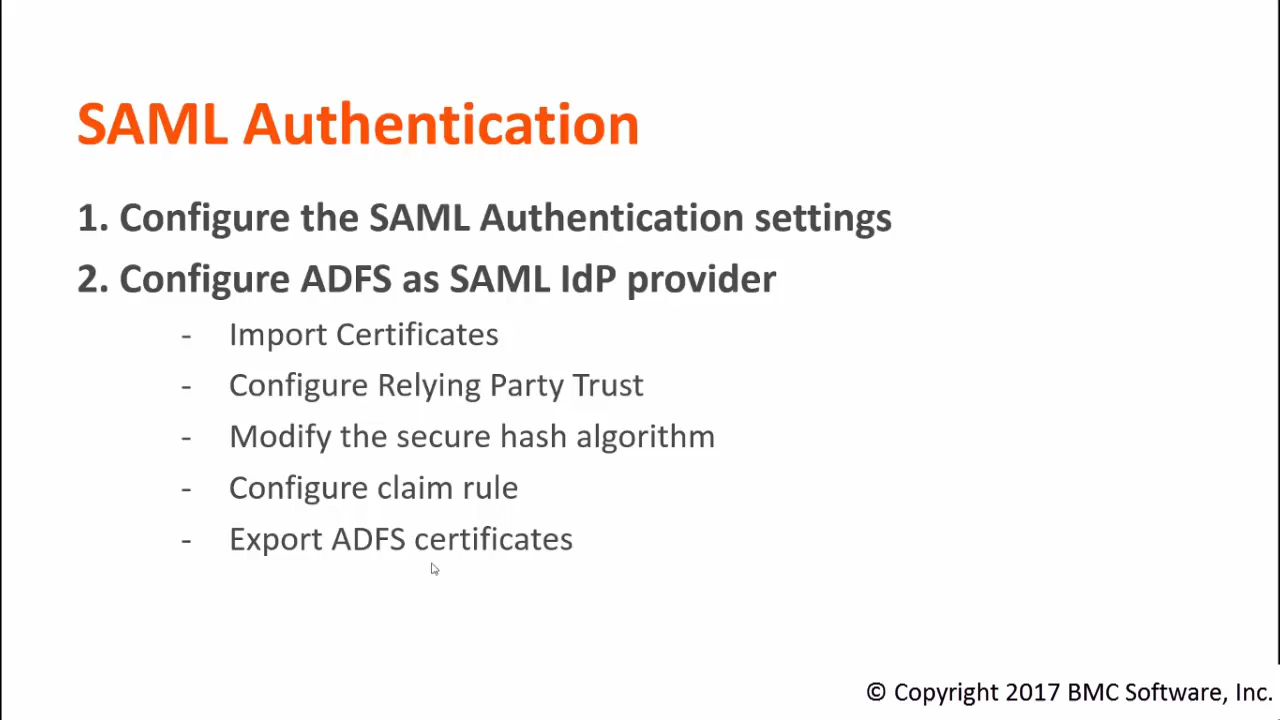 SAML Authentication
1. Configure the SAML Authentication settings
2. Configure ADFS as SAML IdP provider
- Import Certificates
- Configure Relying Party Trust
- Modify the secure hash algorithm
- Configure claim rule
- Export ADFS certificates
© Copyright 2017 BMC Software, Inc.